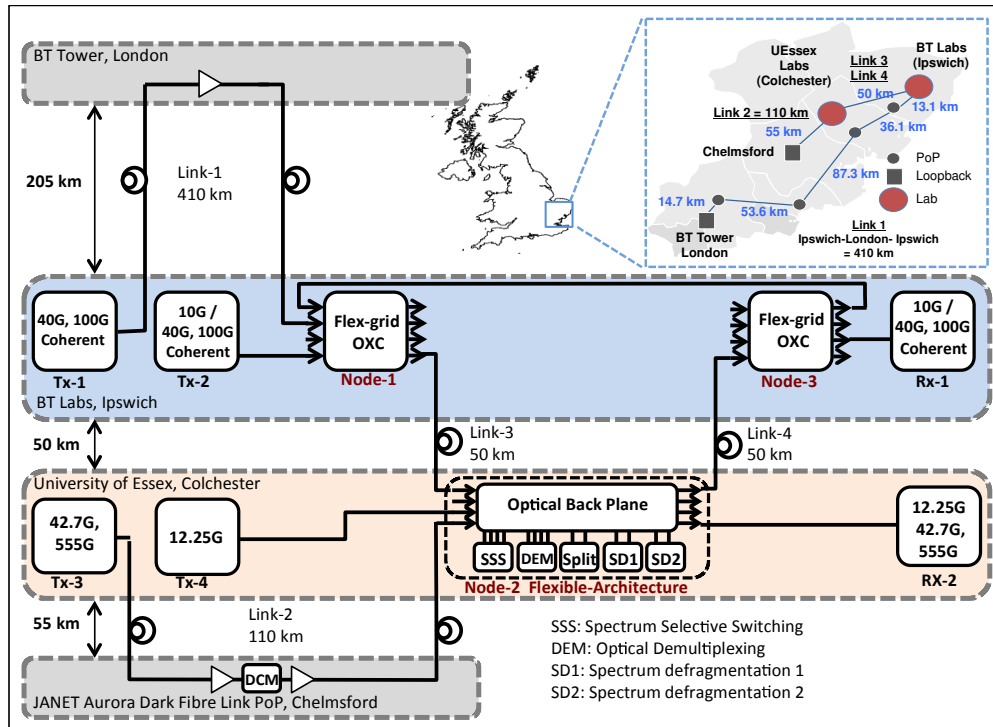 BT Tower, London
205 km
Link-1
410 km
UEssex
Labs
(Colchester)
Link 3
Link 4
BT Labs
(Ipswich)
50 km
13.1 km
Link 2 = 110 km
55 km
36.1 km
Chelmsford
87.3 km
PoP
Loopback
Lab
14.7 km
53.6 km
BT Tower
London
Link 1
Ipswich-London- Ipswich
= 410 km
40G, 100G
Coherent
Tx-1
10G /
40G, 100G
Coherent
Tx-2
Flex-grid
OXC
Node-1
Flex-grid
OXC
Node-3
10G /
40G, 100G
Coherent
Rx-1
BT Labs, Ipswich
50 km
Link-3
50 km
Link-4
50 km
University of Essex, Colchester
42.7G,
555G
Tx-3
12.25G
Tx-4
Optical Back Plane
SSS
DEM
Split
SD1
SD2
Node-2 Flexible-Architecture
12.25G
42.7G,
555G
RX-2
55 km
Link-2
110 km
DCM
JANET Aurora Dark Fibre Link PoP, Chelmsford
SSS: Spectrum Selective Switching
DEM: Optical Demultiplexing
SD1: Spectrum defragmentation 1
SD2: Spectrum defragmentation 2